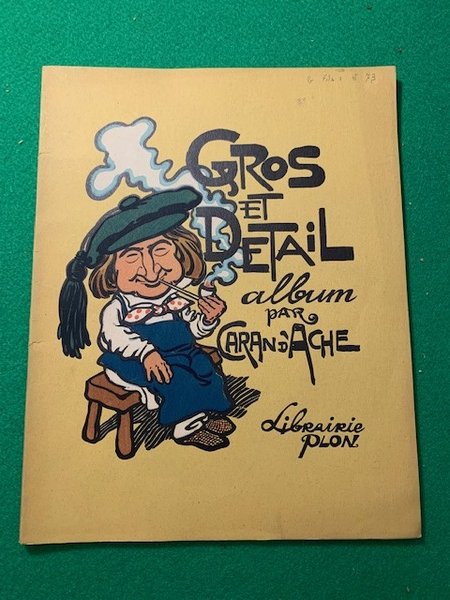 GROS
ET
DETAIL
album
PAR
CARAN D'ACHE
Librairie
PLON.